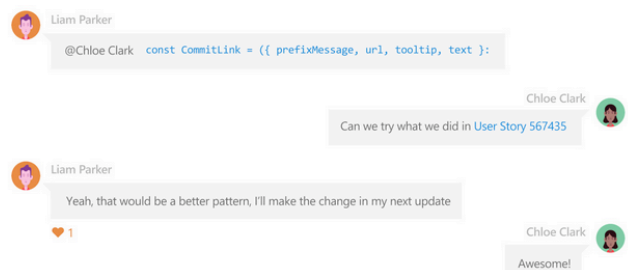 Liam Parker
@Chloe Clark const CommitLink = ({ prefixMessage, url, tooltip, text }:
Chloe Clark
Can we try what we did in User Story 567435
Liam Parker
Yeah, that would be a better pattern, I'll make the change in my next update
1
Chloe Clark
Awesome!